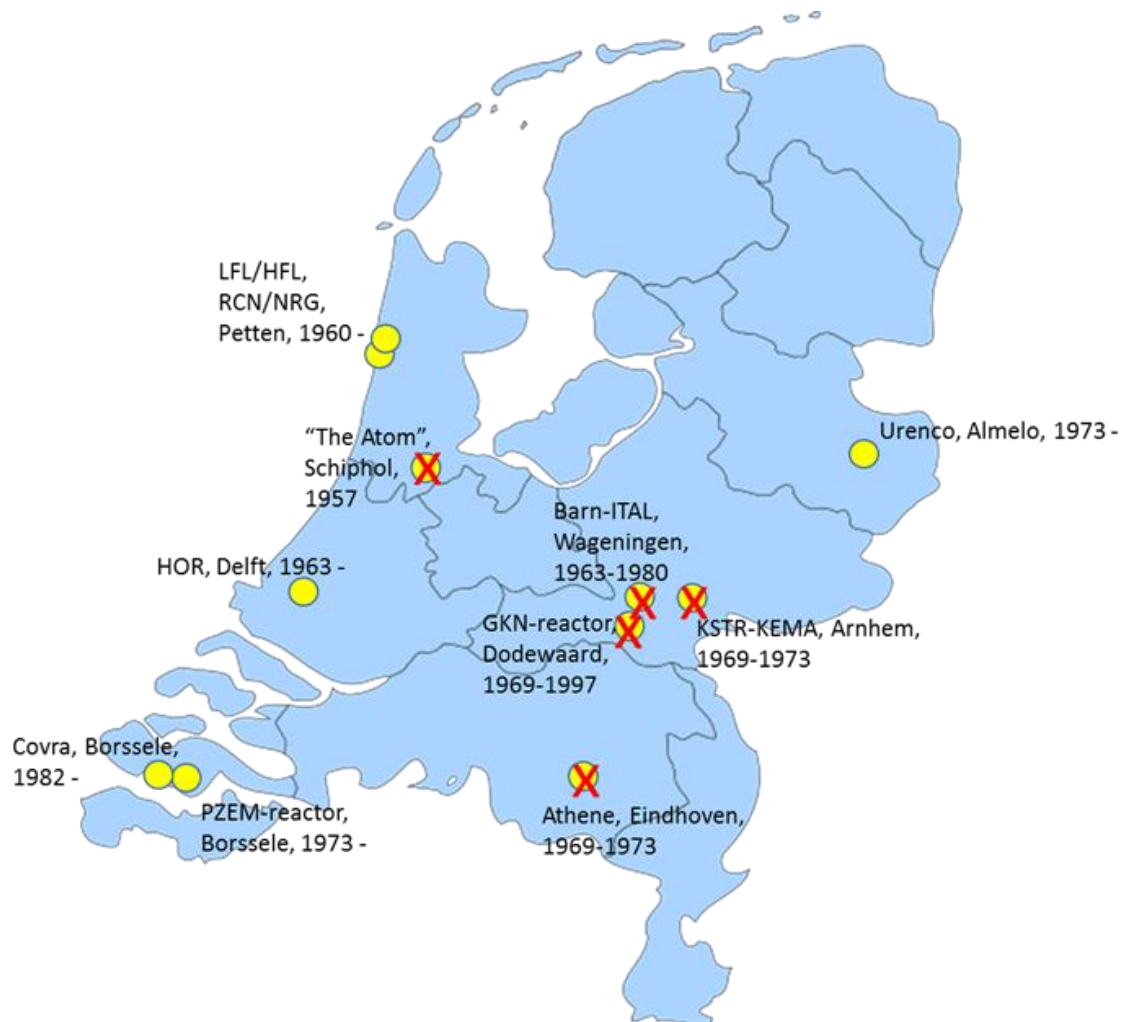 LFL/HFL,
RCN/NRG,
Petten, 1960 -
“The Atom”,
Schiphol,
1957
Urenco, Almelo, 1973 -
Barn-ITAL,
Wageningen,
1963-1980
HOR, Delft, 1963 -
GKN-reactor,
Dodewaard,
1969-1997
KSTR-KEMA, Arnhem,
1969-1973
Covra, Borssele,
1982 -
PZEM-reactor,
Borssele, 1973 -
Athene, Eindhoven,
1969-1973